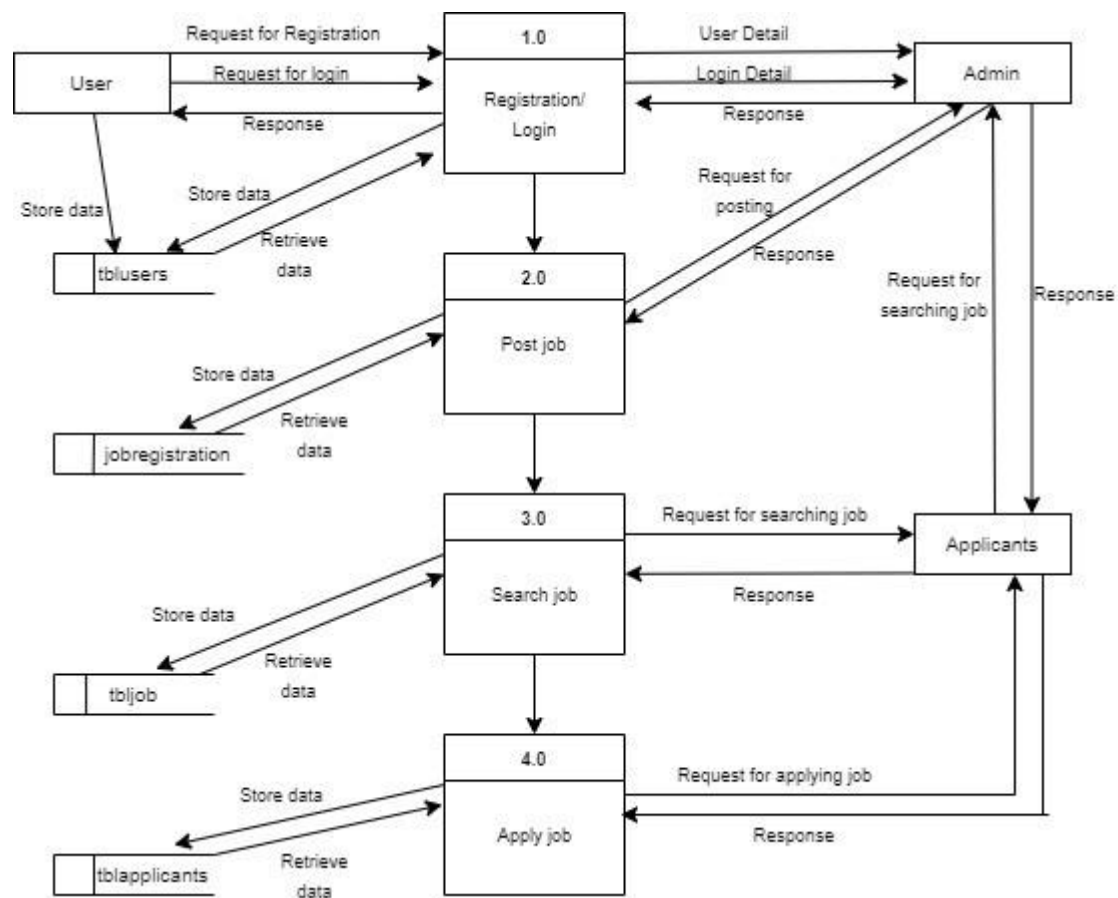 Request for Registration
1.0
User Detail
User
Request for login
Login Detail
Admin
Response
Registration/
Login
Response
Store data
Store data
Retrieve
data
tblusers
Request for
posting
Response
Request for
searching job
Response
2.0
Post job
Store data
Retrieve
data
jobregistration
3.0
Request for searching job
Applicants
Search job
Response
Store data
Retrieve
data
tbljob
4.0
Request for applying job
Store data
Apply job
Response
Retrieve
data
tblapplicants